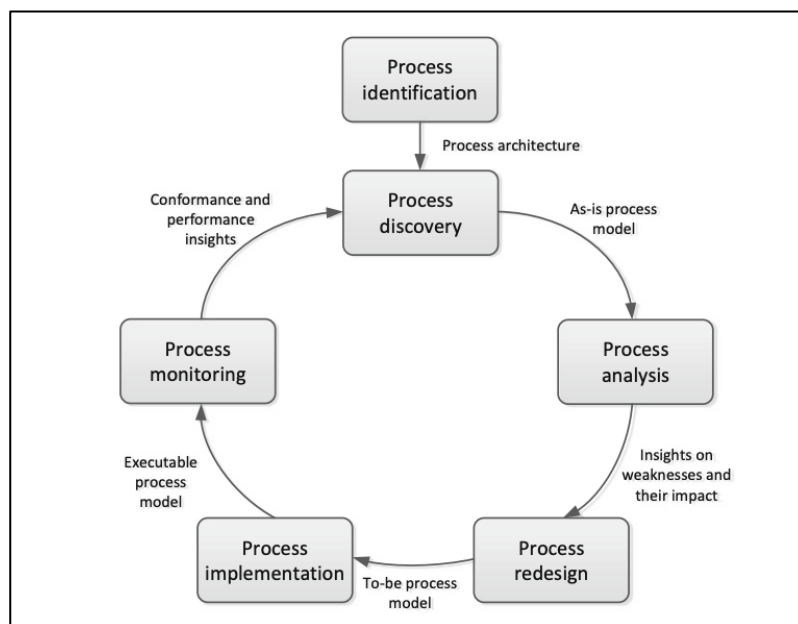 Process
identification
Process architecture
Process
discovery
As-is process
model
Process
analysis
Insights on
weaknesses and
their impact
Process
redesign
To-be process
model
Process
implementation
Executable
process
model
Process
monitoring
Conformance and
performance
insights